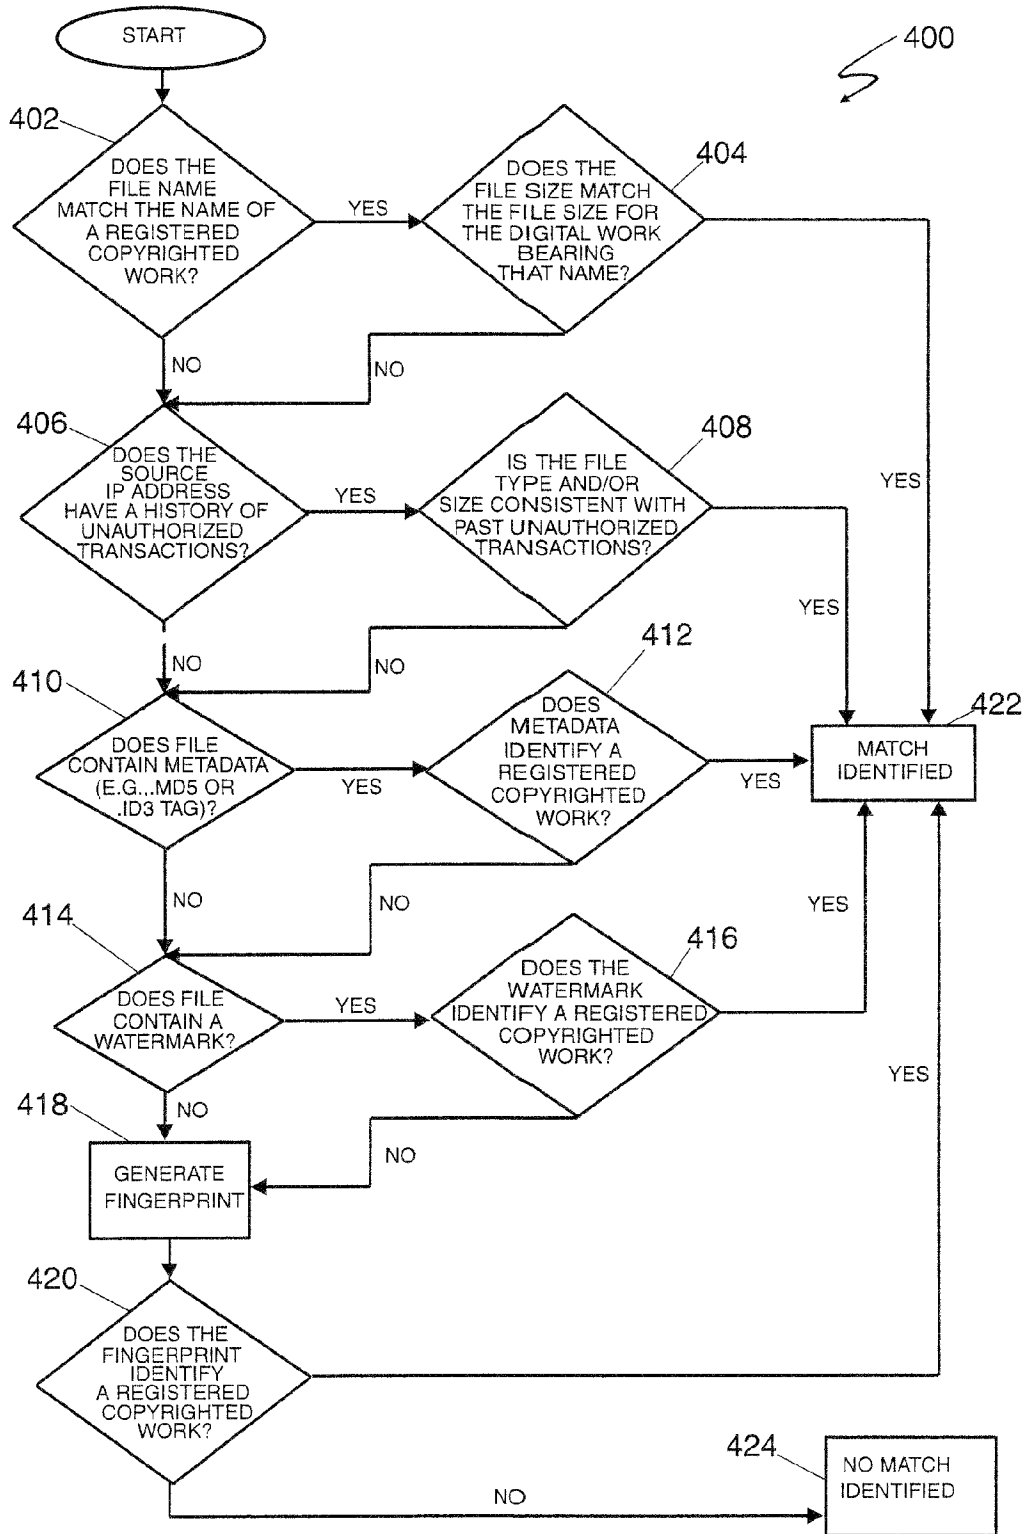 START
400
402
DOES THE
FILE NAME
MATCH THE NAME OF
A REGISTERED
COPYRIGHTED
WORK?
YES
404
DOES THE
FILE SIZE MATCH
THE FILE SIZE FOR
THE DIGITAL WORK
BEARING
THAT NAME?
NO
NO
YES
406
DOES THE
SOURCE
IP ADDRESS
HAVE A HISTORY OF
UNAUTHORIZED
TRANSACTIONS?
YES
408
IS THE FILE
TYPE AND/OR
SIZE CONSISTENT WITH
PAST UNAUTHORIZED
TRANSACTIONS?
YES
NO
NO
410
DOES FILE
CONTAIN METADATA
(E.G...MD5 OR
.ID3 TAG)?
YES
412
DOES
METADATA
IDENTIFY A
REGISTERED
COPYRIGHTED
WORK?
YES
422
MATCH
IDENTIFIED
NO
NO
YES
414
DOES FILE
CONTAIN A
WATERMARK?
YES
416
DOES THE
WATERMARK
IDENTIFY A REGISTERED
COPYRIGHTED
WORK?
YES
NO
NO
418
GENERATE
FINGERPRINT
420
DOES THE
FINGERPRINT
IDENTIFY
A REGISTERED
COPYRIGHTED
WORK?
NO
424
NO MATCH
IDENTIFIED